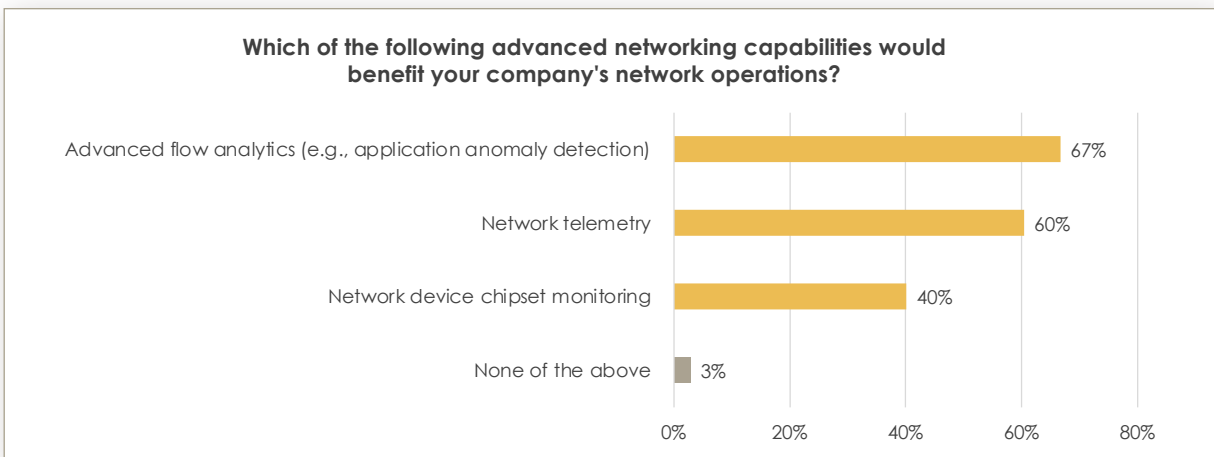 Which of the following advanced networking capabilities would
benefit your company's network operations?
Advanced flow analytics (e.g., application anomaly detection)
67%
Network telemetry
60%
Network device chipset monitoring
40%
None of the above
3%
0%
20%
40%
60%
80%